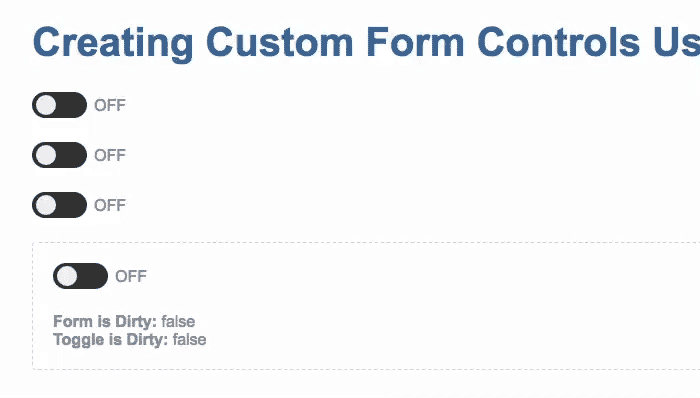 Creating Custom Form Controls Us
OFF
OFF
OFF
OFF
Form is Dirty: false
Toggle is Dirty: false